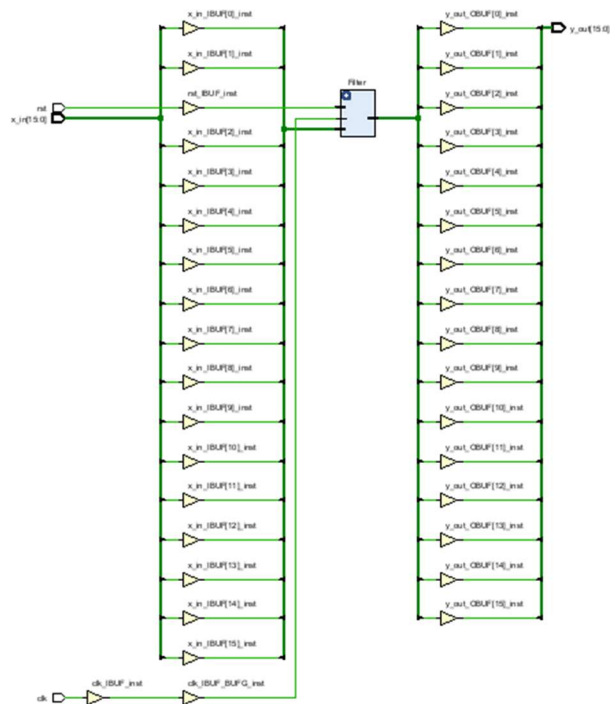 x_in_IBUF[0]_inst
y_out_OBUF[0]_inst
y_out[15:0]
x_in_IBUF[1]_inst
y_out_OBUF[1]_inst
Filter
rst
rst_IBUF_inst
y_out_OBUF[2]_inst
x_in[15:0]
x_in_IBUF[2]_inst
y_out_OBUF[3]_inst
x_in_IBUF[3]_inst
y_out_OBUF[4]_inst
x_in_IBUF[4]_inst
y_out_OBUF[5]_inst
x_in_IBUF[5]_inst
y_out_OBUF[6]_inst
x_in_IBUF[6]_inst
y_out_OBUF[7]_inst
x_in_IBUF[7]_inst
y_out_OBUF[8]_inst
x_in_IBUF[8]_inst
y_out_OBUF[9]_inst
x_in_IBUF[9]_inst
y_out_OBUF[10]_inst
x_in_IBUF[10]_inst
y_out_OBUF[11]_inst
x_in_IBUF[11]_inst
y_out_OBUF[12]_inst
x_in_IBUF[12]_inst
y_out_OBUF[13]_inst
x_in_IBUF[13]_inst
y_out_OBUF[14]_inst
x_in_IBUF[14]_inst
y_out_OBUF[15]_inst
x_in_IBUF[15]_inst
clk_IBUF_inst
clk_IBUF_BUFG_inst
clk